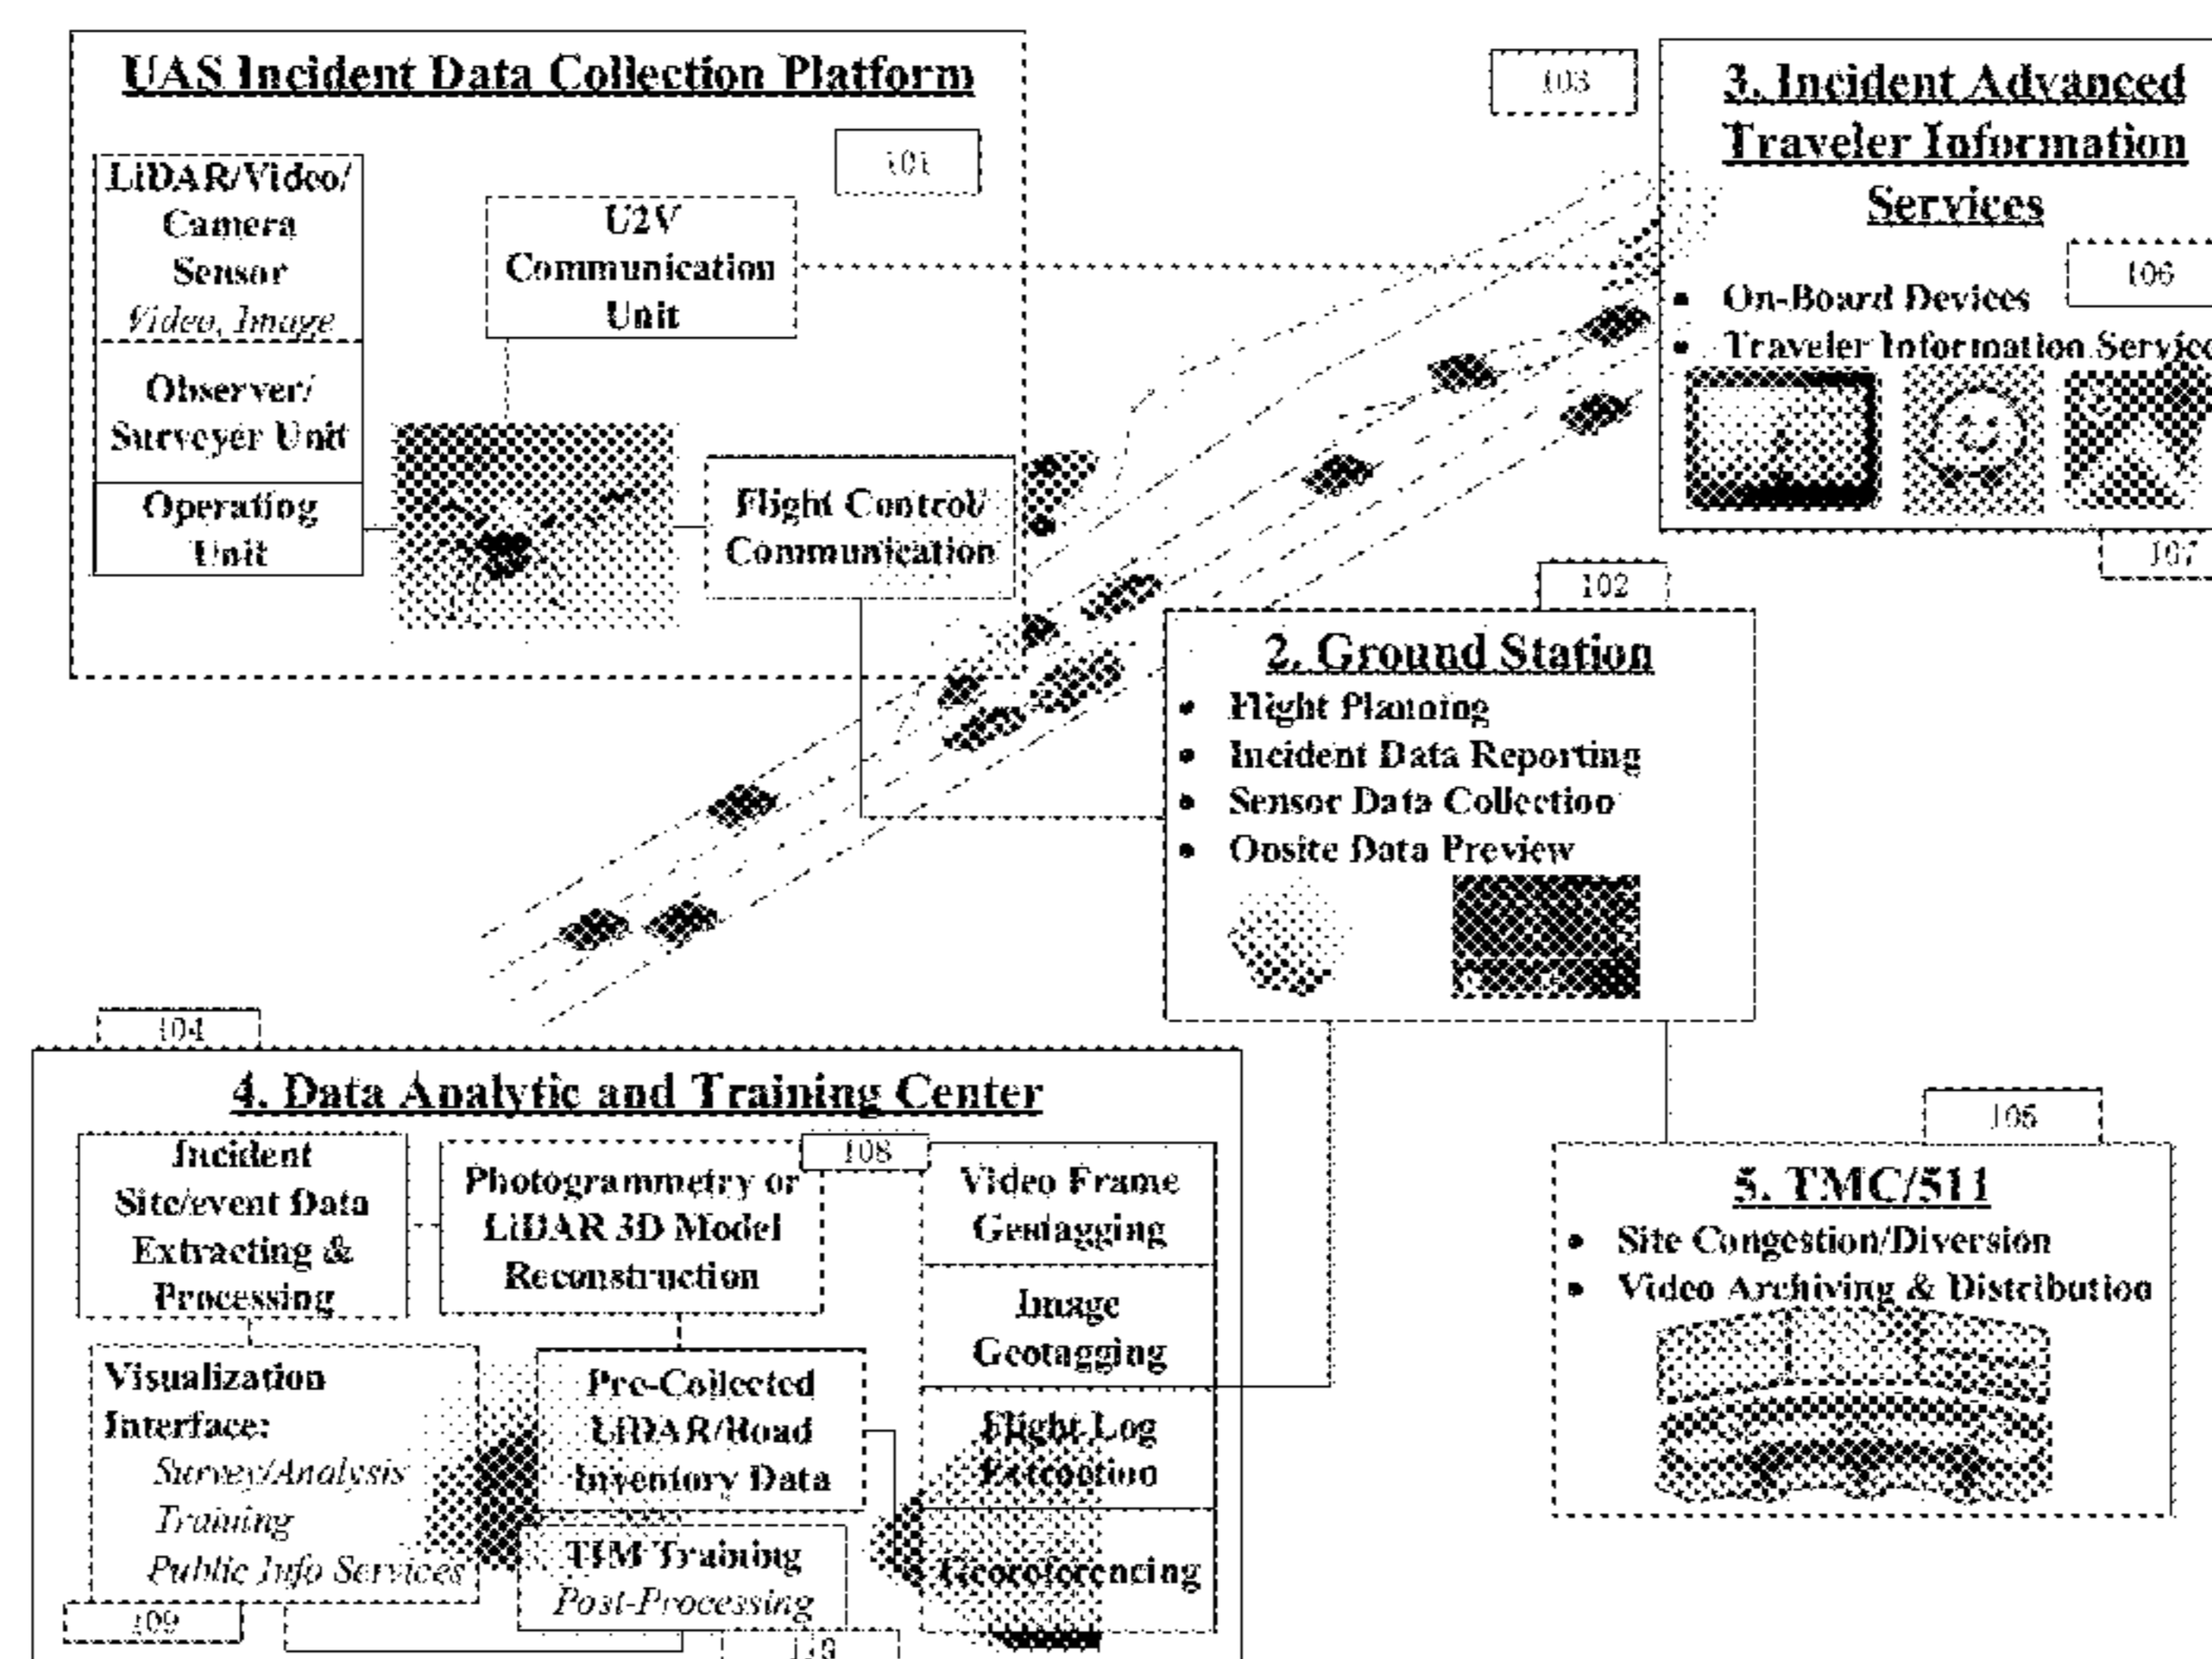 UAS Incident Data Collection Platform
101
LiDAR/Video/
Camera
Sensor
Video, Image
Observer/
Surveyer Unit
Operating
Unit
U2V
Communication
Unit
Flight Control/
Communication
103
3. Incident Advanced
Traveler Information
Services
106
• On-Board Devices
• Traveler Information Service
107
102
2. Ground Station
• Flight Planning
• Incident Data Reporting
• Sensor Data Collection
• Onsite Data Preview
104
4. Data Analytic and Training Center
Incident
Site/event Data
Extracting &
Processing
108
Photogrammetry or
LiDAR 3D Model
Reconstruction
Video Frame
Geotagging
Image
Geotagging
Flight Log
Extraction
Georeferencing
Visualization
Interface:
Survey/Analysis
Training
Public Info Services
109
Pre-Collected
LiDAR/Road
Inventory Data
TIM Training
Post-Processing
105
5. TMC/511
• Site Congestion/Diversion
• Video Archiving & Distribution